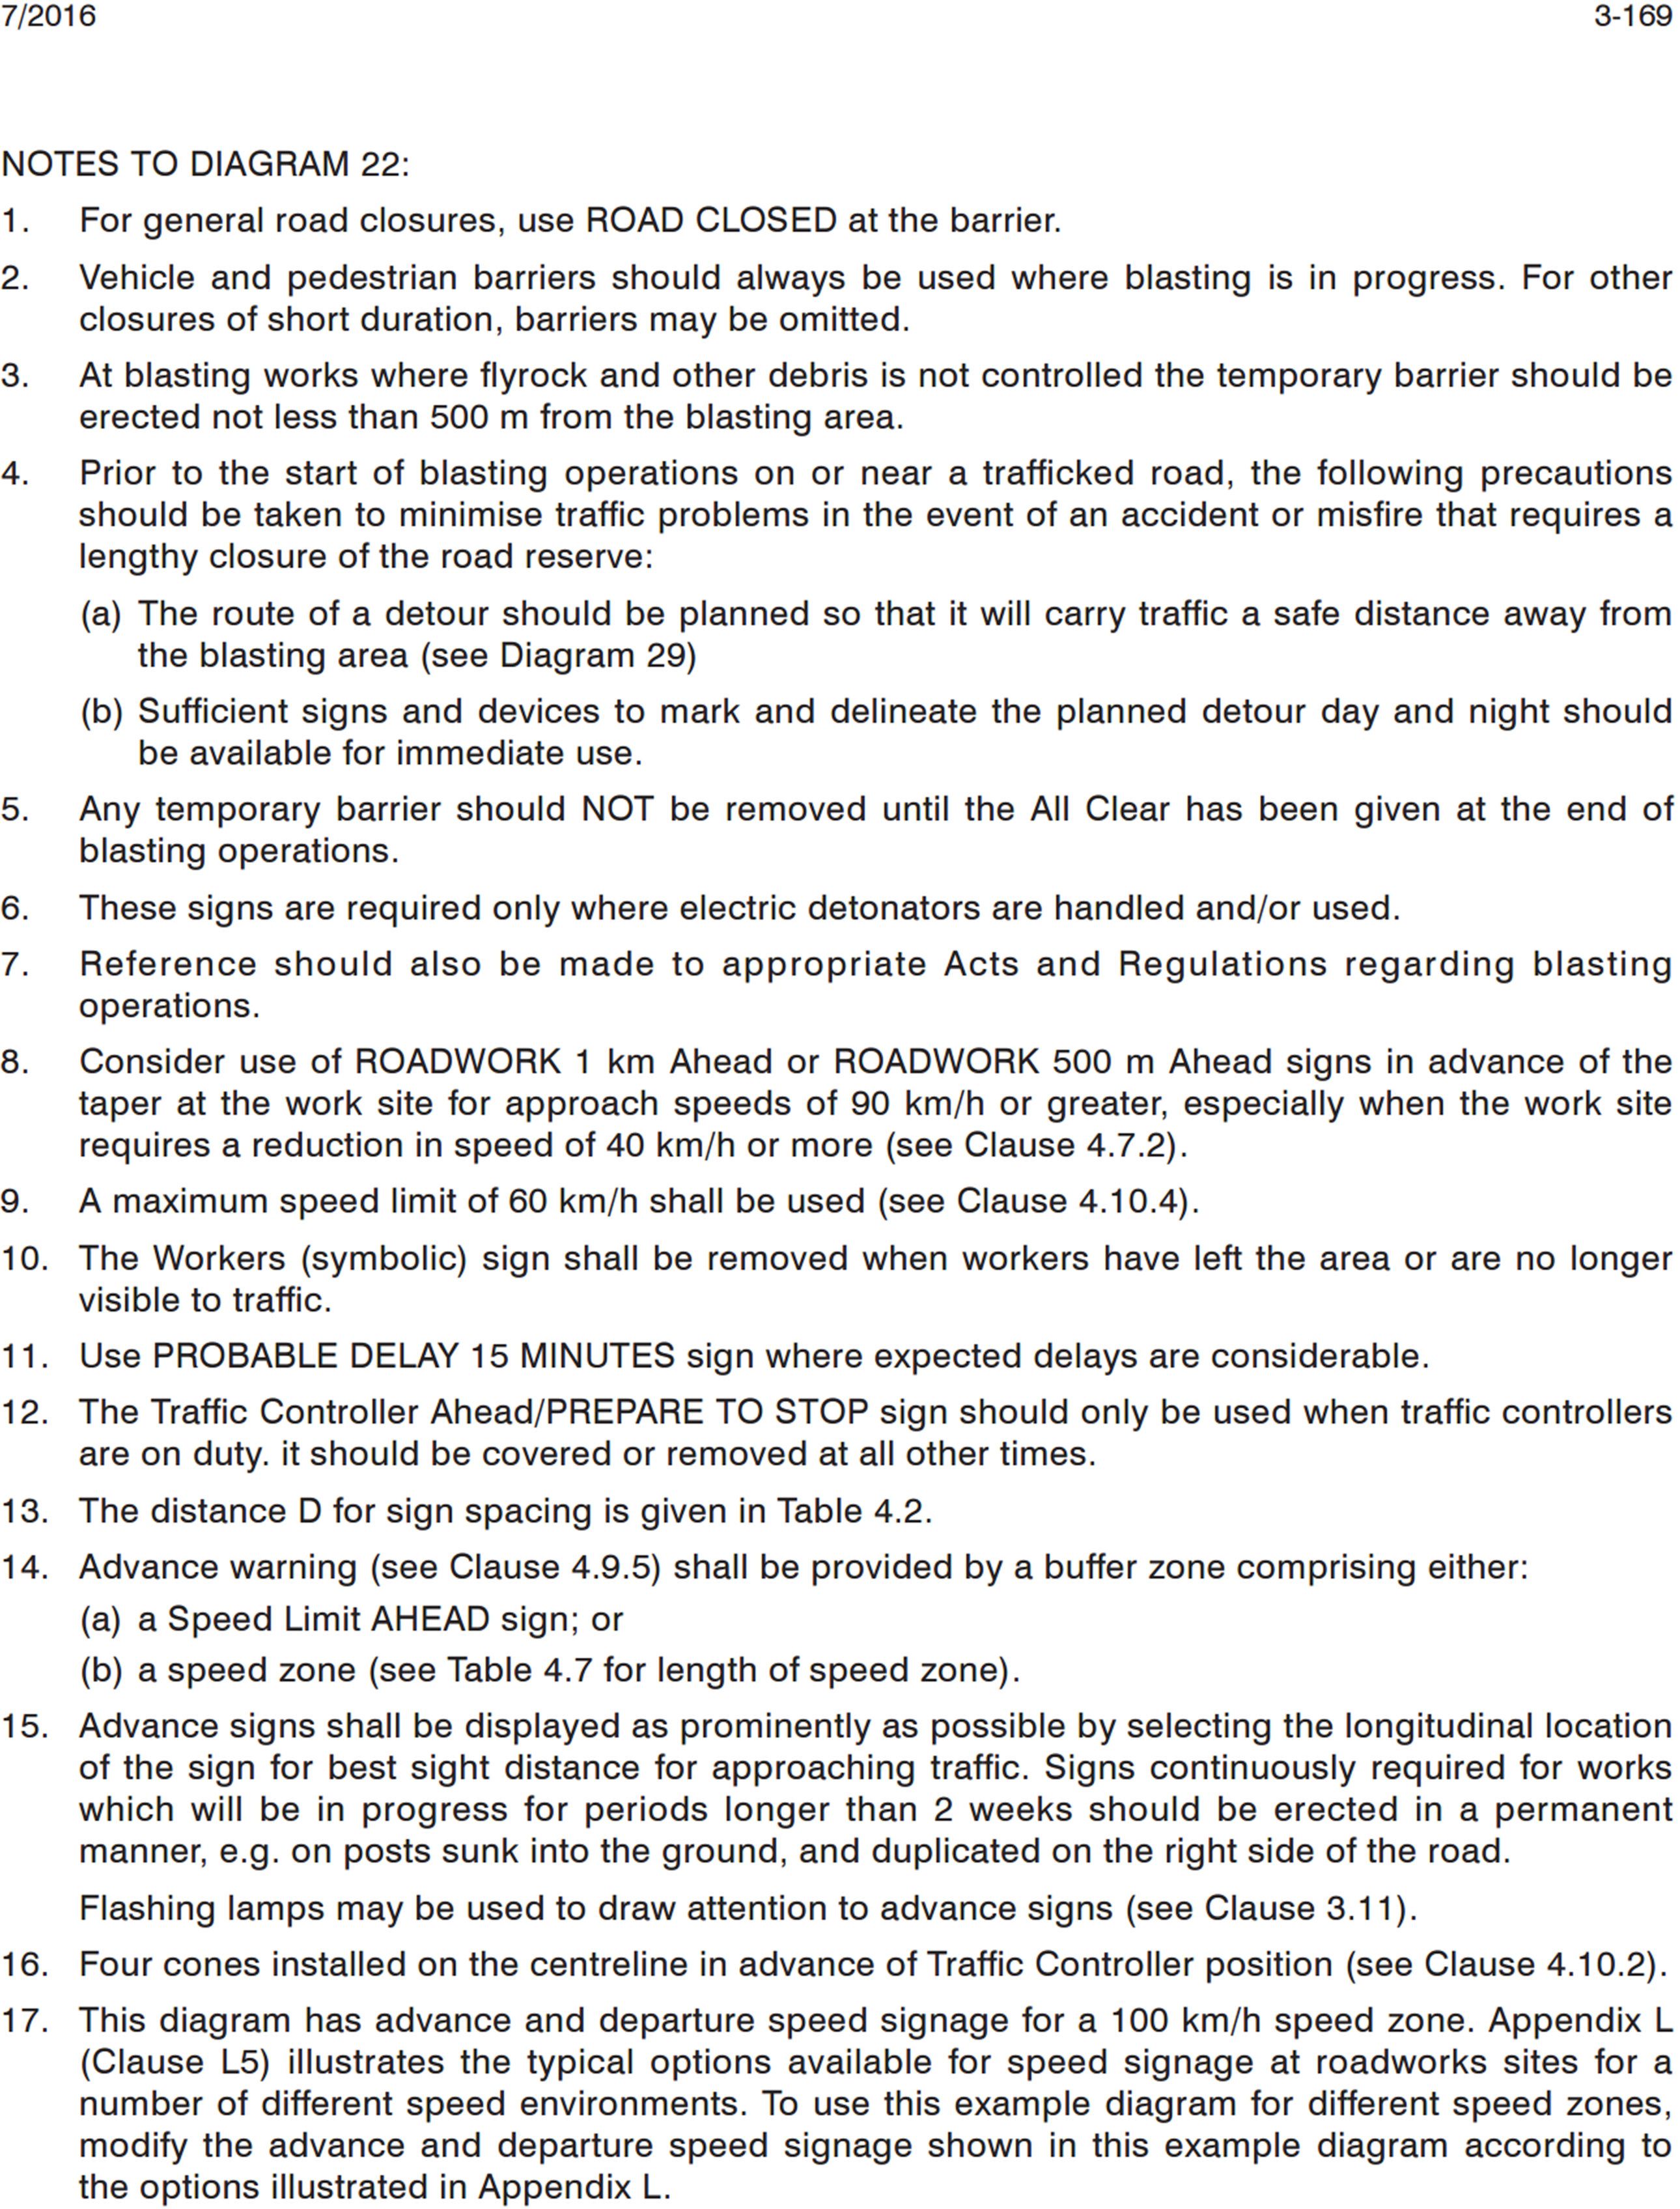 7/2016 3-169
NOTES TO DIAGRAM 22:
1. For general road closures, use ROAD CLOSED at the barrier.
2. Vehicle and pedestrian barriers should always be used where blasting is in progress. For other
closures of short duration, barriers may be omitted.
3. At blasting works where flyrock and other debris is not controlled the temporary barrier should be
erected not less than 500 m from the blasting area.
4. Prior to the start of blasting operations on or near a trafficked road, the following precautions
should be taken to minimise traffic problems in the event of an accident or misfire that requires a
lengthy closure of the road reserve:
(a) The route of a detour should be planned so that it will carry traffic a safe distance away from
the blasting area (see Diagram 29)
(b) Sufficient signs and devices to mark and delineate the planned detour day and night should
be available for immediate use.
5. Any temporary barrier should NOT be removed until the All Clear has been given at the end of
blasting operations.
6. These signs are required only where electric detonators are handled and/or used.
7. Reference should also be made to appropriate Acts and Regulations regarding blasting
operations.
8. Consider use of ROADWORK 1 km Ahead or ROADWORK 500 m Ahead signs in advance of the
taper at the work site for approach speeds of 90 km/h or greater, especially when the work site
requires a reduction in speed of 40 km/h or more (see Clause 4.7.2).
9. A maximum speed limit of 60 km/h shall be used (see Clause 4.10.4).
10. The Workers (symbolic) sign shall be removed when workers have left the area or are no longer
visible to traffic.
11. Use PROBABLE DELAY 15 MINUTES sign where expected delays are considerable.
12. The Traffic Controller Ahead/PREPARE TO STOP sign should only be used when traffic controllers
are on duty. it should be covered or removed at all other times.
13. The distance D for sign spacing is given in Table 4.2.
14. Advance warning (see Clause 4.9.5) shall be provided by a buffer zone comprising either:
(a) a Speed Limit AHEAD sign; or
(b) a speed zone (see Table 4.7 for length of speed zone).
15. Advance signs shall be displayed as prominently as possible by selecting the longitudinal location
of the sign for best sight distance for approaching traffic. Signs continuously required for works
which will be in progress for periods longer than 2 weeks should be erected in a permanent
manner, e.g. on posts sunk into the ground, and duplicated on the right side of the road.
Flashing lamps may be used to draw attention to advance signs (see Clause 3.11).
16. Four cones installed on the centreline in advance of Traffic Controller position (see Clause 4.10.2).
17. This diagram has advance and departure speed signage for a 100 km/h speed zone. Appendix L
(Clause L5) illustrates the typical options available for speed signage at roadworks sites for a
number of different speed environments. To use this example diagram for different speed zones,
modify the advance and departure speed signage shown in this example diagram according to
the options illustrated in Appendix L.